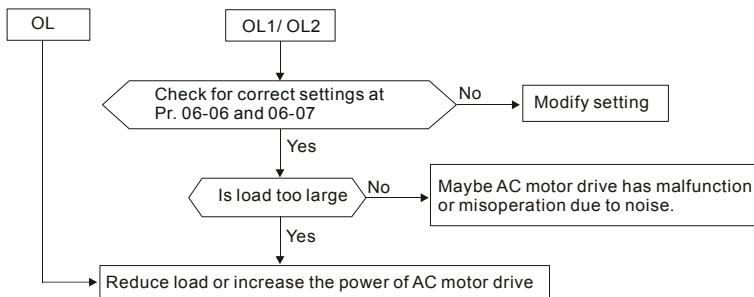 OL
OL1/ OL2
Check for correct settings at
Pr. 06-06 and 06-07
No
Modify setting
Yes
Is load too large
No
Maybe AC motor drive has malfunction
or misoperation due to noise.
Yes
Reduce load or increase the power of AC motor drive